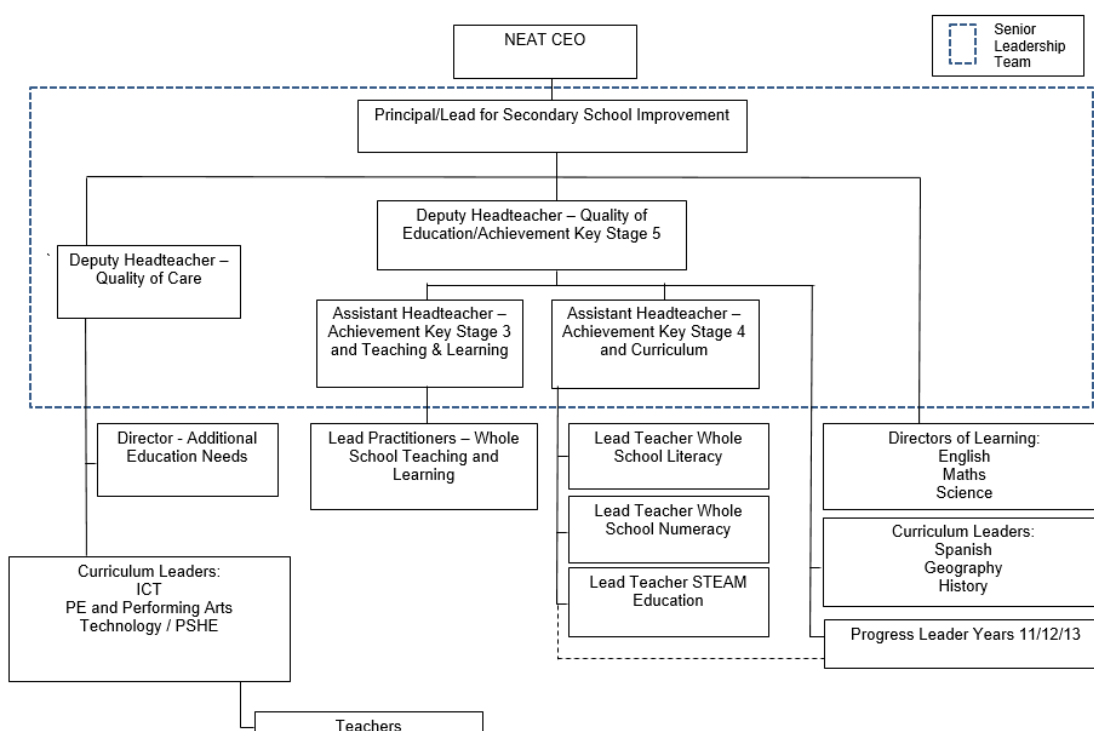 NEAT CEO
Senior
Leadership
Team
Principal/Lead for Secondary School Improvement
Deputy Headteacher – Quality of
Education/Achievement Key Stage 5
Deputy Headteacher –
Quality of Care
Assistant Headteacher –
Achievement Key Stage 3
and Teaching & Learning
Assistant Headteacher –
Achievement Key Stage 4
and Curriculum
Director - Additional
Education Needs
Lead Practitioners – Whole
School Teaching and
Learning
Lead Teacher Whole
School Literacy
Lead Teacher Whole
School Numeracy
Lead Teacher STEAM
Education
Directors of Learning:
English
Maths
Science
Curriculum Leaders:
Spanish
Geography
History
Progress Leader Years 11/12/13
Curriculum Leaders:
ICT
PE and Performing Arts
Technology / PSHE
Teachers